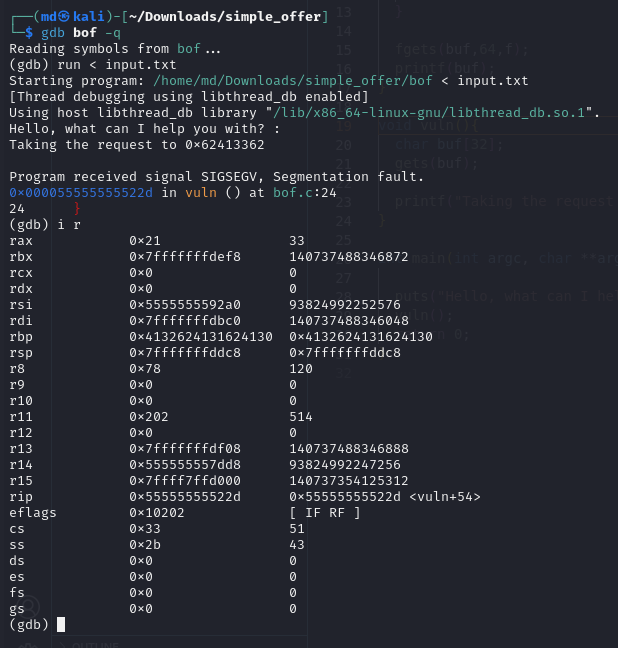 ┌──(md㉿kali)-[~/Downloads/simple_offer]
└─$ gdb bof -q
Reading symbols from bof...
(gdb) run < input.txt
Starting program: /home/md/Downloads/simple_offer/bof < input.txt
[Thread debugging using libthread_db enabled]
Using host libthread_db library "/lib/x86_64-linux-gnu/libthread_db.so.1".
Hello, what can I help you with? :
Taking the request to 0×62413362
Program received signal SIGSEGV, Segmentation fault.
0×000055555555522d in vuln () at bof.c:24
24 }
(gdb) i r
rax 0×21 33
rbx 0×7fffffffdef8 140737488346872
rcx 0×0 0
rdx 0×0 0
rsi 0×5555555592a0 93824992252576
rdi 0×7fffffffdbc0 140737488346048
rbp 0×4132624131624130 0×4132624131624130
rsp 0×7fffffffddc8 0×7fffffffddc8
r8 0×78 120
r9 0×0 0
r10 0×0 0
r11 0×202 514
r12 0×0 0
r13 0×7fffffffdf08 140737488346888
r14 0×555555557dd8 93824992247256
r15 0×7ffff7ffd000 140737354125312
rip 0×55555555522d 0×55555555522d <vuln+54>
eflags 0×10202 [ IF RF ]
cs 0×33 51
ss 0×2b 43
ds 0×0 0
es 0×0 0
fs 0×0 0
gs 0×0 0
(gdb)
13 }
14
15 fgets(buf,64,f);
16 printf(buf);
19 void vuln(){
20 char buf[32];
21 gets(buf);
23 printf("Taking the request
24 }
25
main(int argc, char **ar
puts("Hello, what can I hel
OUTLINE